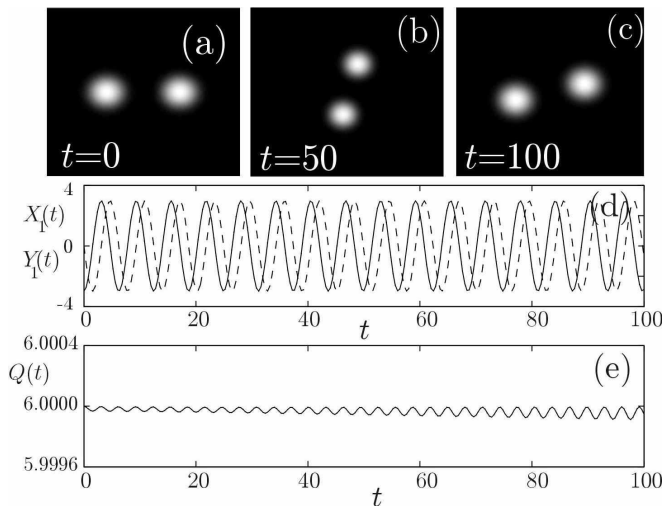 (a) (b) (c)
t=0 t=50 t=100
4 (d)
X₁(t)
0
Y₁(t)
-4
0 20 40 60 80 100
t
6.0004 (e)
Q(t)
6.0000
5.9996
0 20 40 60 80 100
t